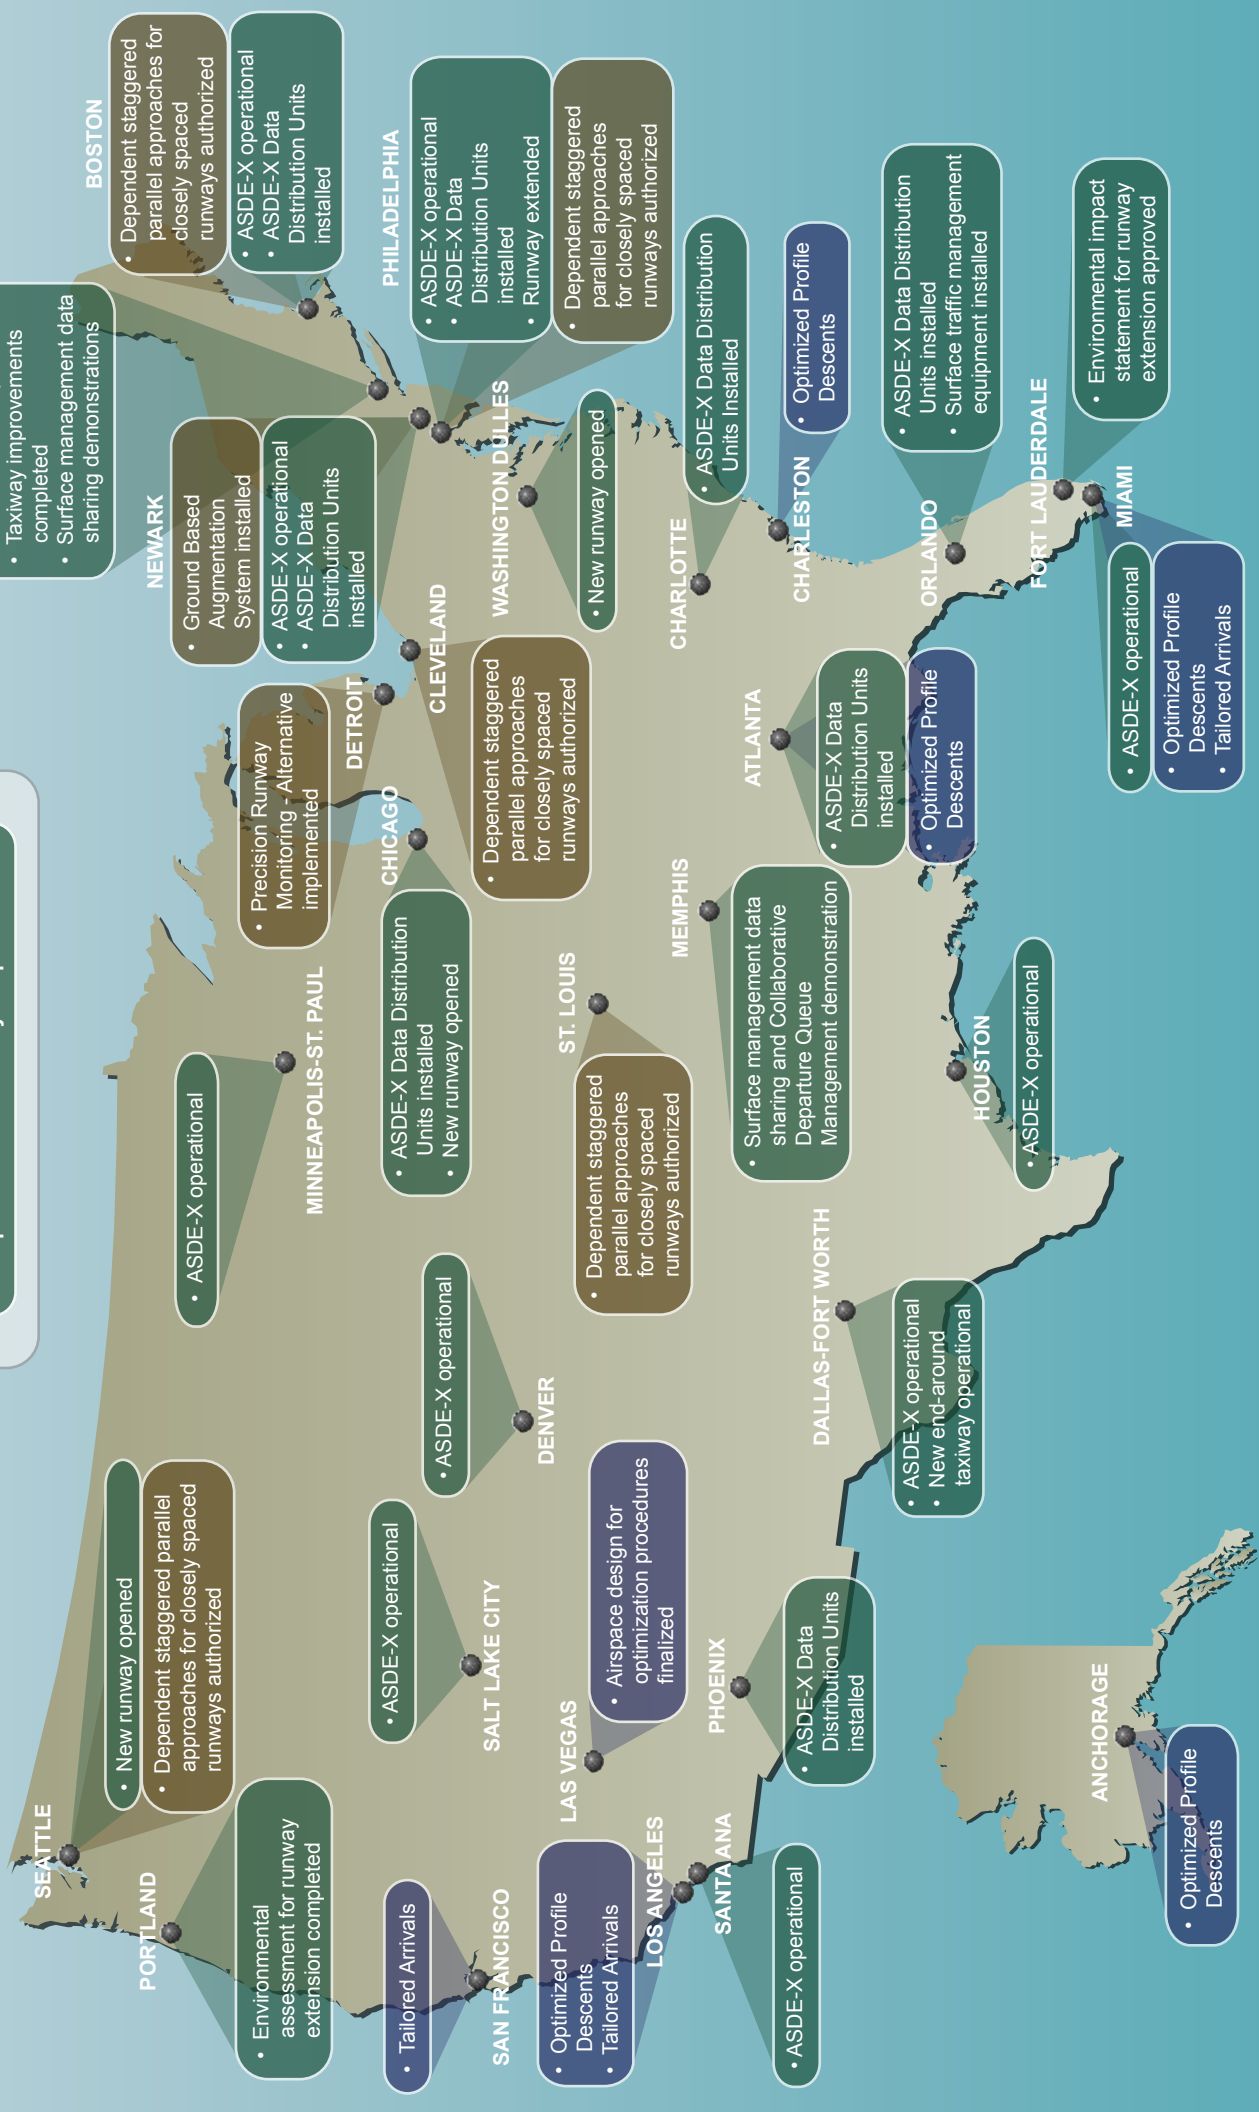 SEATTLE
• New runway opened
• Dependent staggered parallel
approaches for closely spaced
runways authorized
PORTLAND
• Environmental
assessment for runway
extension completed
• Tailored Arrivals
SAN FRANCISCO
• Optimized Profile
Descents
• Tailored Arrivals
LOS ANGELES
SANTA ANA
• ASDE-X operational
LAS VEGAS
• Airspace design for
optimization procedures
finalized
• ASDE-X operational
SALT LAKE CITY
PHOENIX
• ASDE-X Data
Distribution Units
installed
ANCHORAGE
• Optimized Profile
Descents
• ASDE-X operational
DENVER
• ASDE-X operational
MINNEAPOLIS-ST. PAUL
DALLAS-FORT WORTH
• ASDE-X operational
• New end-around
taxiway operational
ST. LOUIS
• Dependent staggered
parallel approaches
for closely spaced
runways authorized
HOUSTON
• ASDE-X operational
MEMPHIS
• Surface management data
sharing and Collaborative
Departure Queue
Management demonstration
CHICAGO
• ASDE-X Data Distribution
Units installed
• New runway opened
DETROIT
• Precision Runway
Monitoring - Alternative
implemented
CLEVELAND
• Dependent staggered
parallel approaches
for closely spaced
runways authorized
ATLANTA
• ASDE-X Data
Distribution Units
installed
• Optimized Profile
Descents
• Taxiway improvements
completed
• Surface management data
sharing demonstrations
NEWARK
• Ground Based
Augmentation
System installed
• ASDE-X operational
• ASDE-X Data
Distribution Units
installed
BOSTON
• Dependent staggered
parallel approaches for
closely spaced
runways authorized
• ASDE-X operational
• ASDE-X Data
Distribution Units
installed
PHILADELPHIA
• ASDE-X operational
• ASDE-X Data
Distribution Units
installed
• Runway extended
• Dependent staggered
parallel approaches
for closely spaced
runways authorized
WASHINGTON DULLES
• New runway opened
CHARLOTTE
• ASDE-X Data Distribution
Units Installed
CHARLESTON
• Optimized Profile
Descents
ORLANDO
• ASDE-X Data Distribution
Units installed
• Surface traffic management
equipment installed
FORT LAUDERDALE
• Environmental impact
statement for runway
extension approved
MIAMI
• ASDE-X operational
• Optimized Profile
Descents
• Tailored Arrivals